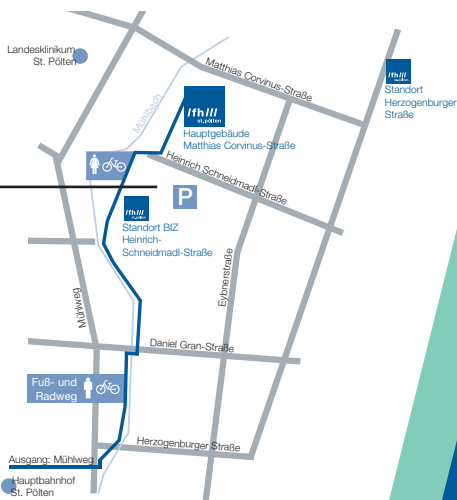 Landesklinikum
St. Pölten
Mühlbach
Matthias Corvinus-Straße
Standort
Herzogenburger
Straße
/fh///
st.pölten
Hauptgebäude
Matthias Corvinus-Straße
Heinrich Schneidmadl-Straße
P
Standort BIZ
Heinrich-
Schneidmadl-Straße
Eybnerstraße
Mühlweg
Daniel Gran-Straße
Fuß- und
Radweg
Herzogenburger Straße
Ausgang: Mühlweg
Hauptbahnhof
St. Pölten